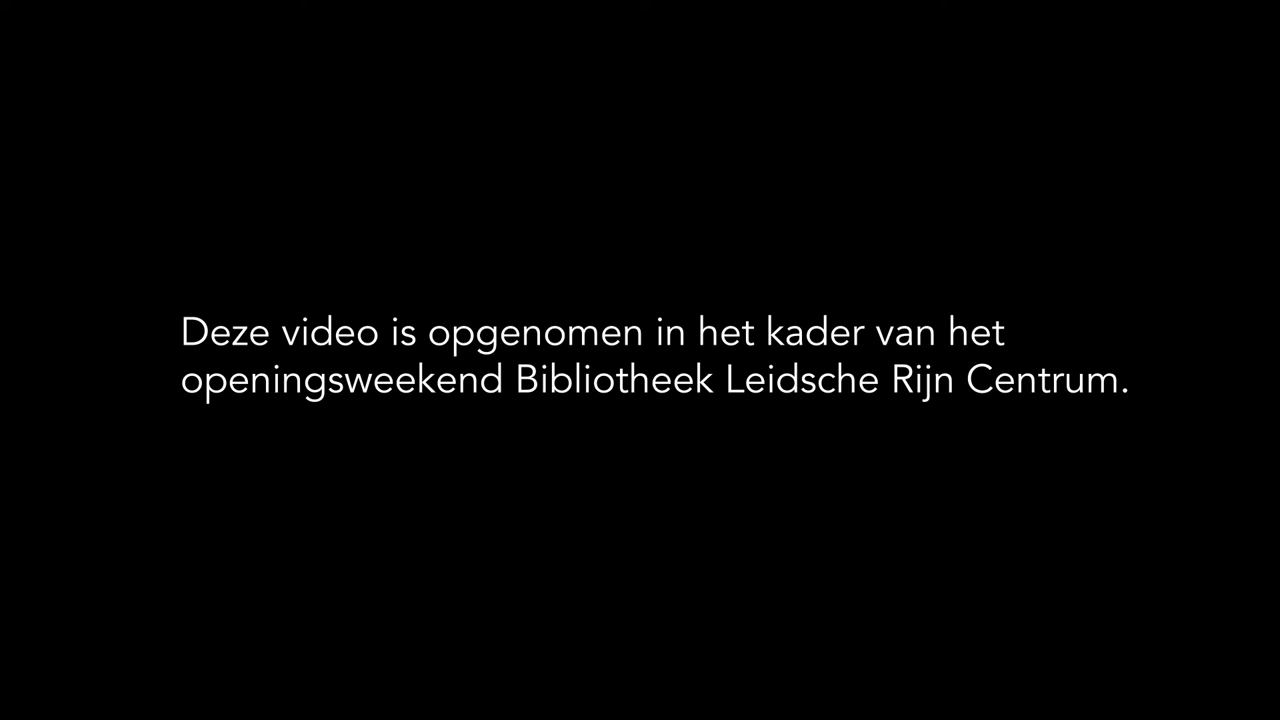 Deze video is opgenomen in het kader van het
openingsweekend Bibliotheek Leidsche Rijn Centrum.